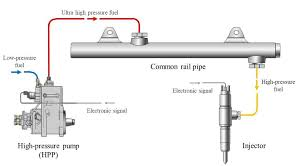 Ultra high pressure fuel
Low-pressure
fuel
Common rail pipe
High-pressure
fuel
Electronic signal
Electronic signal
High-pressure pump
(HPP)
Injector